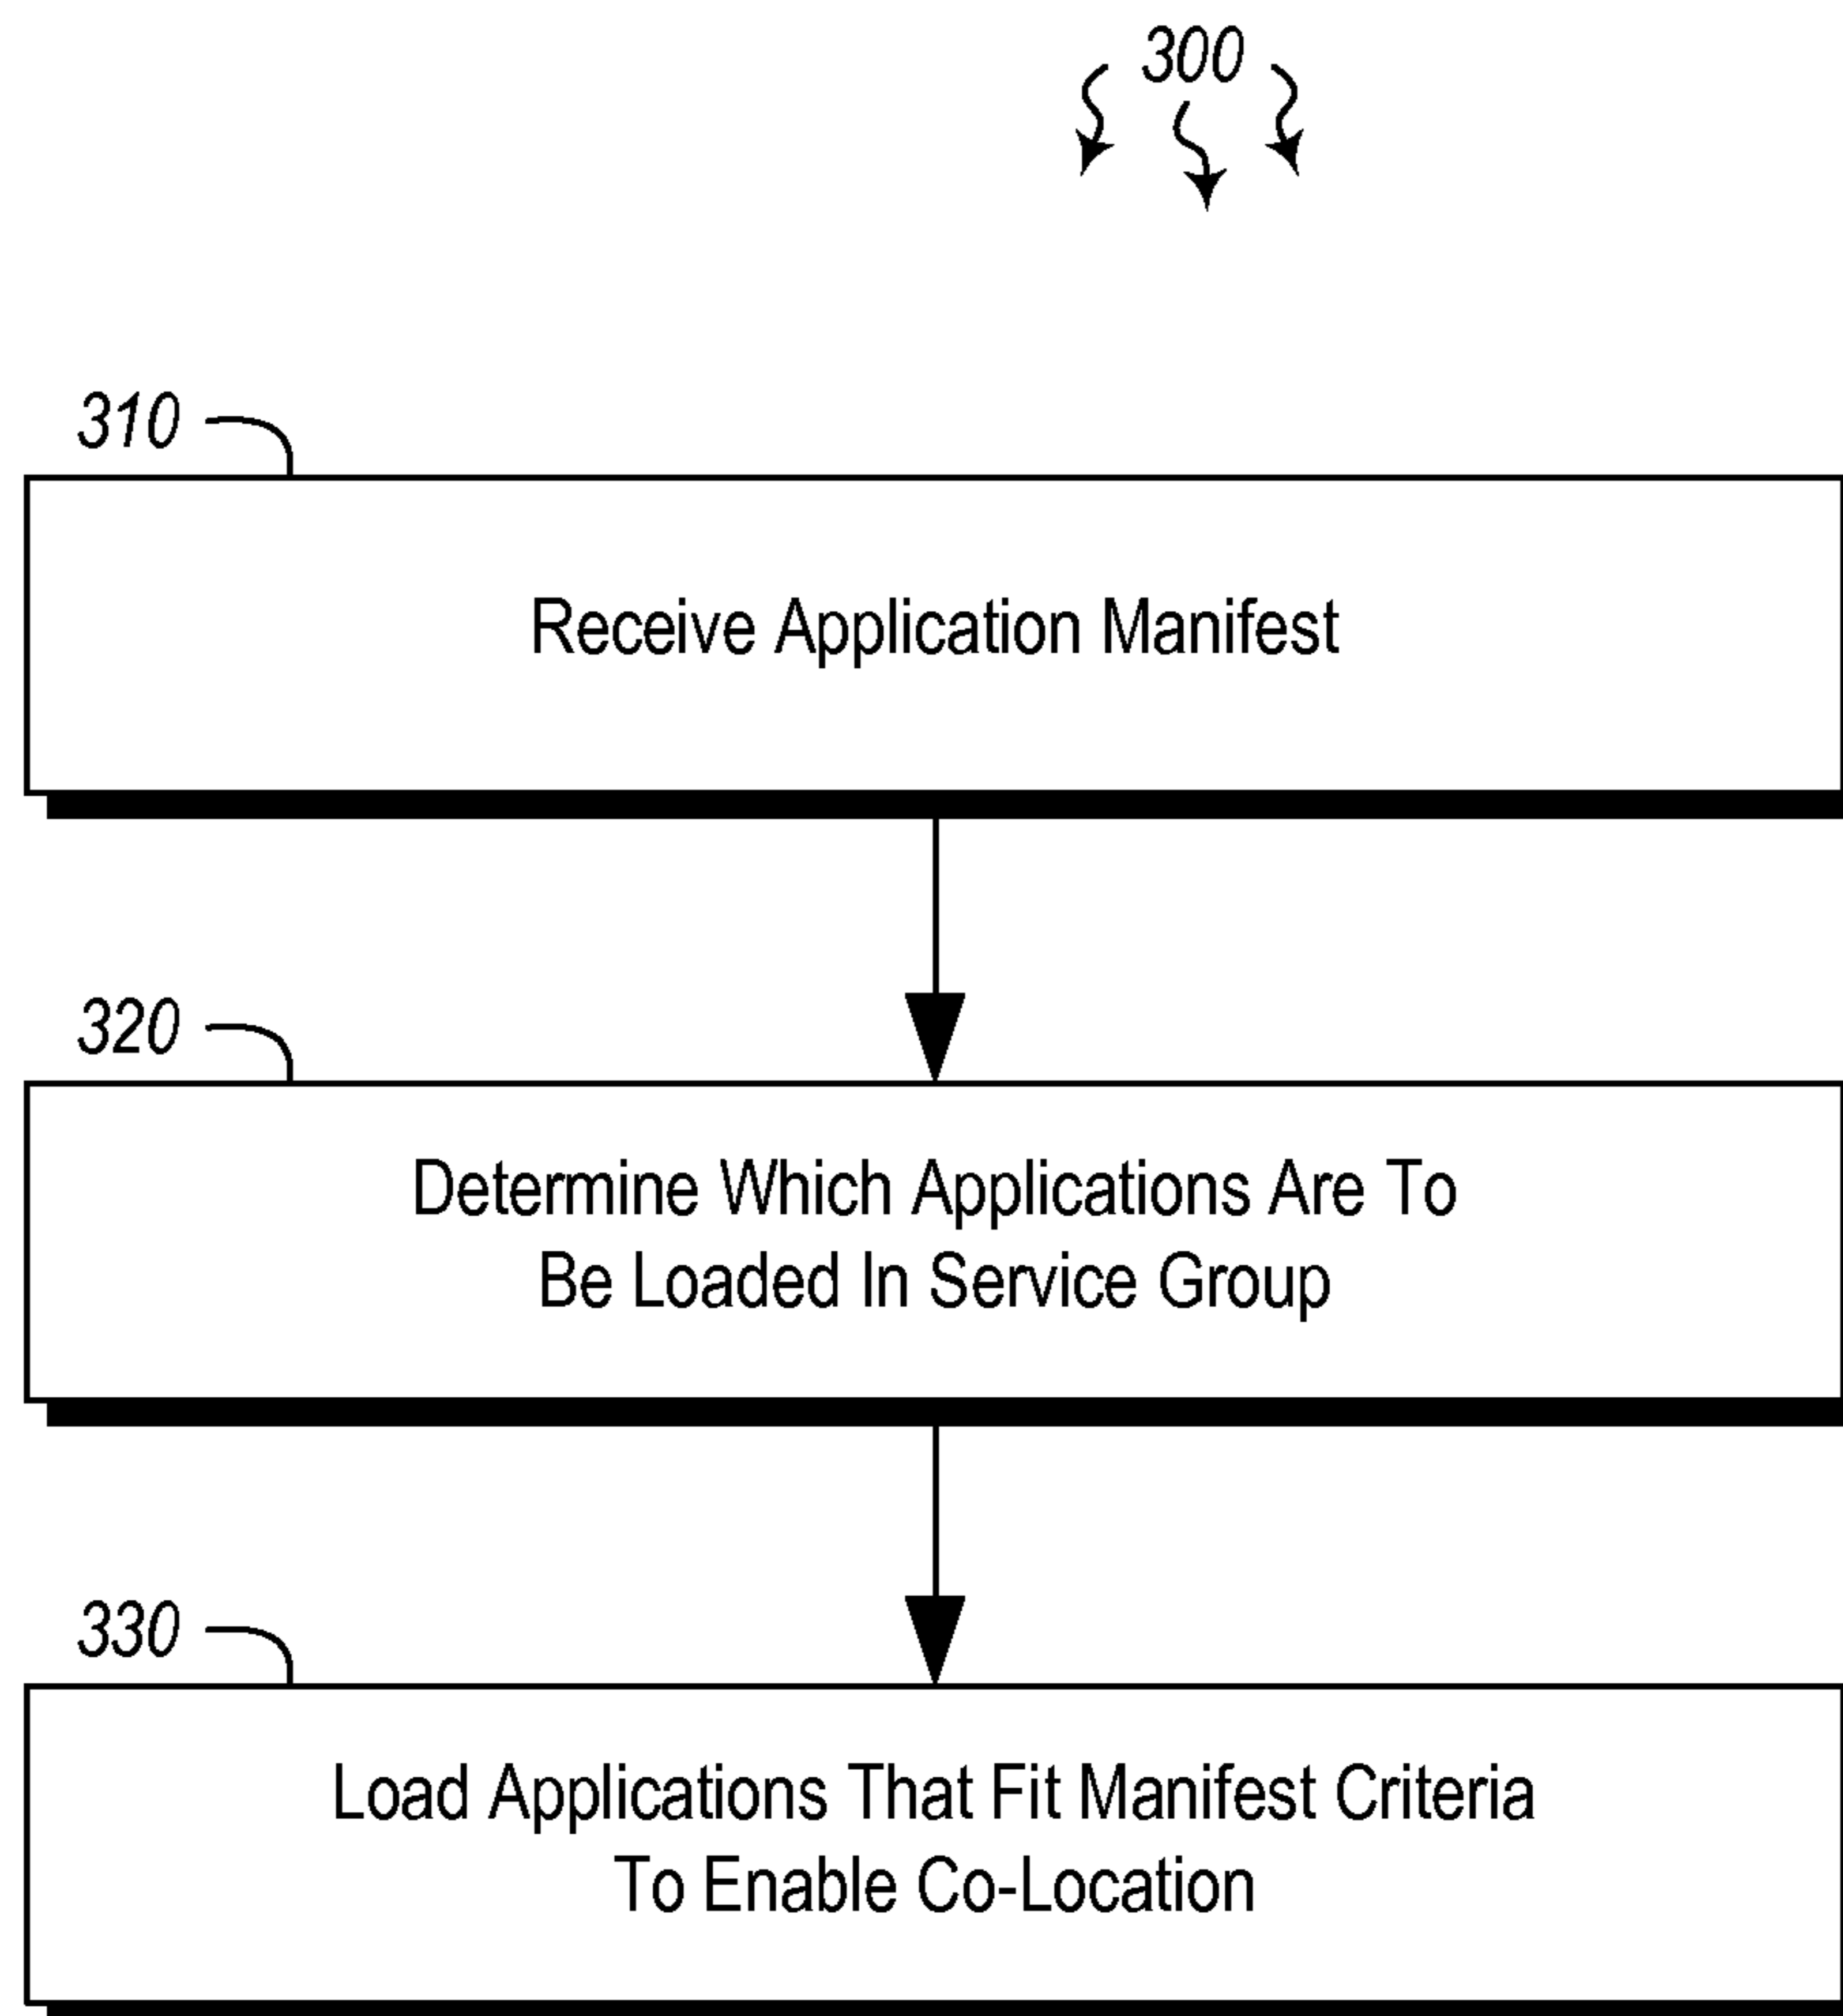 300
310
Receive Application Manifest
320
Determine Which Applications Are To
Be Loaded In Service Group
330
Load Applications That Fit Manifest Criteria
To Enable Co-Location